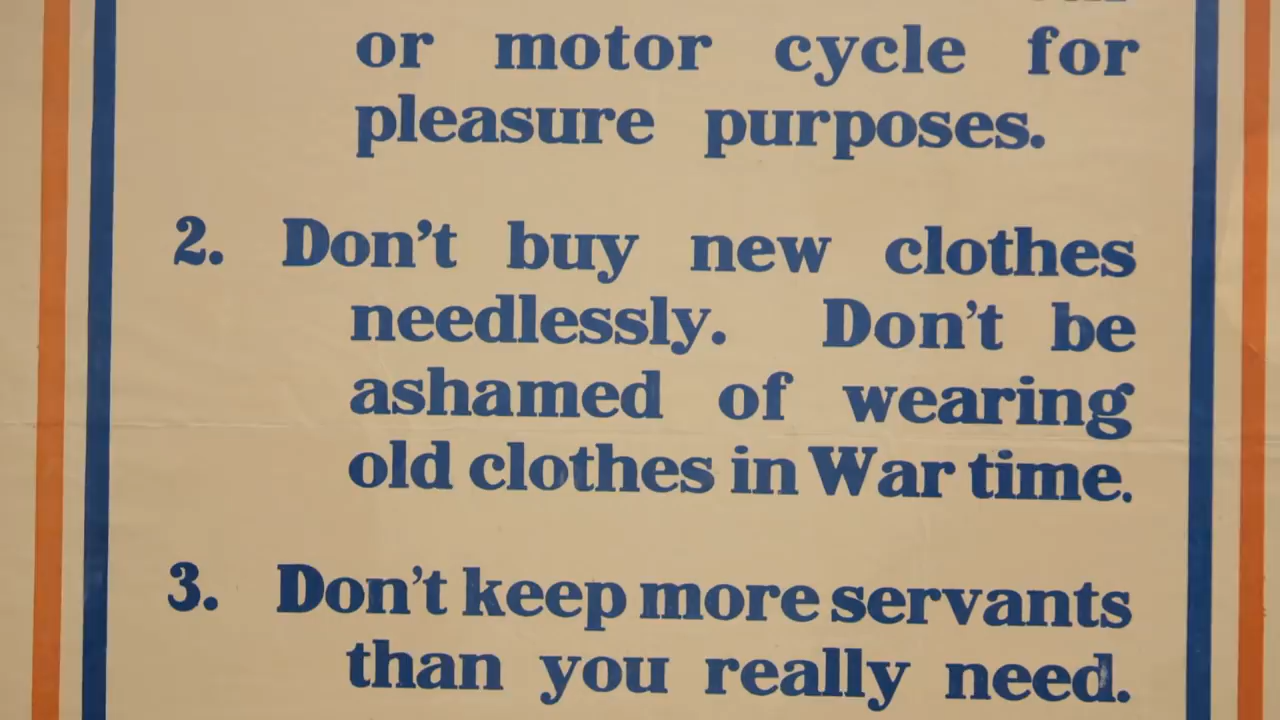 or motor cycle for
pleasure purposes.
2. Don't buy new clothes
needlessly. Don't be
ashamed of wearing
old clothes in War time.
3. Don't keep more servants
than you really need.